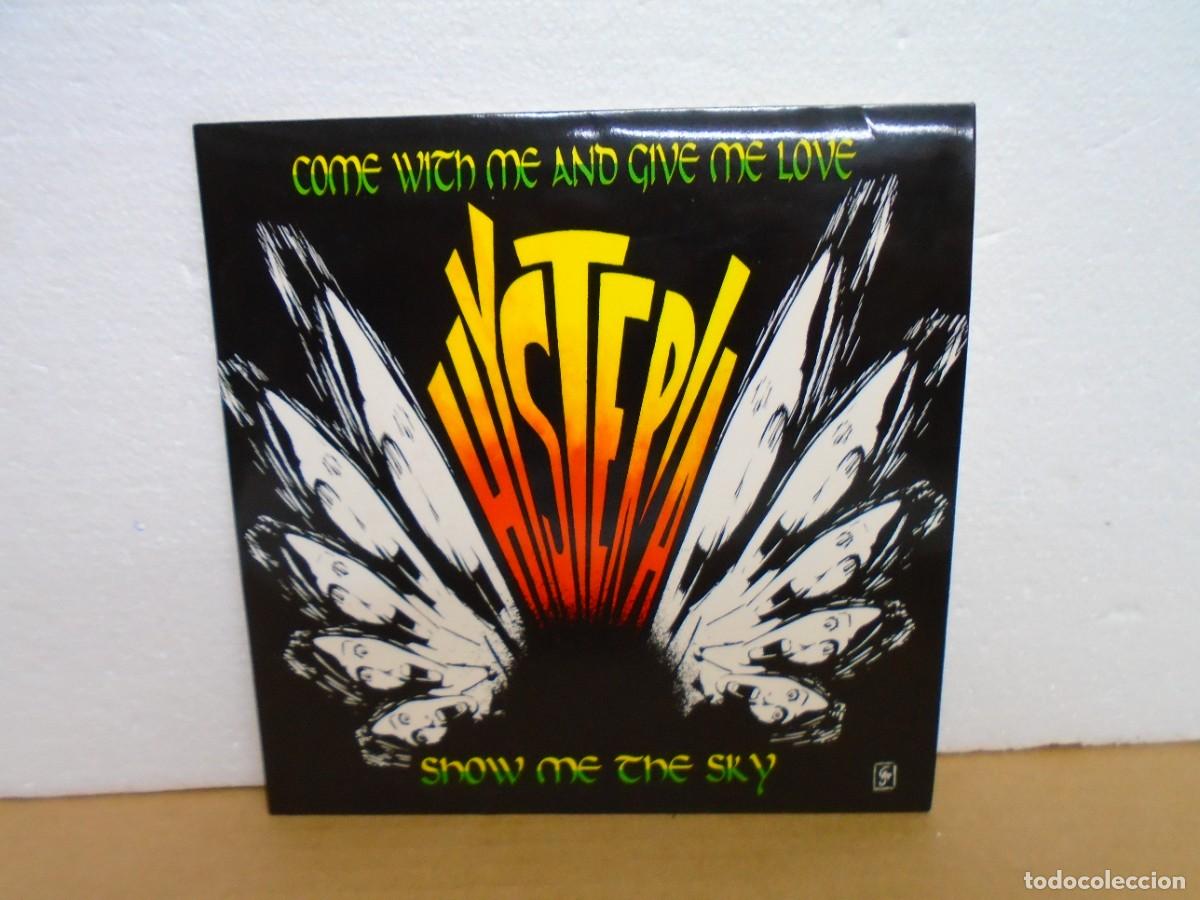 COME WITH ME AND GIVE ME LOVE
HYSTERIA
SHOW ME THE SKY
todocoleccion